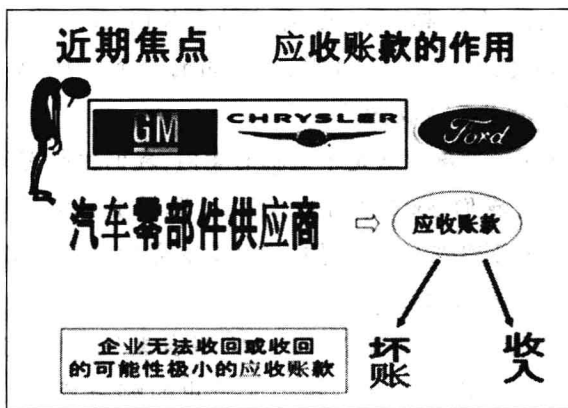 近期焦点 应收账款的作用
GM CHRYSLER Ford
汽车零部件供应商 ⇨ 应收账款
企业无法收回或收回
的可能性极小的应收账款
坏账
收入